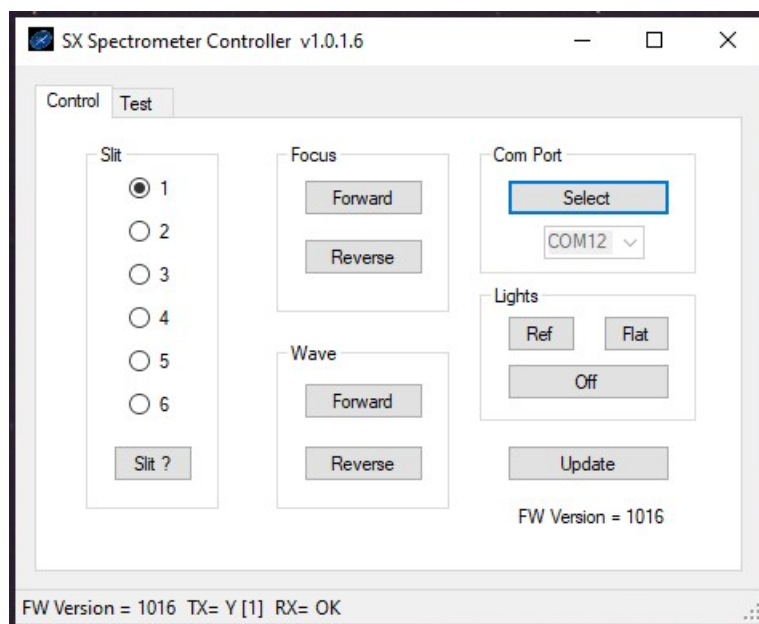 SX Spectrometer Controller v1.0.1.6
Control
Test
Slit
1
2
3
4
5
6
Slit ?
Focus
Forward
Reverse
Wave
Forward
Reverse
Com Port
Select
COM12
Lights
Ref
Flat
Off
Update
FW Version = 1016
FW Version = 1016 TX= Y [1] RX= OK